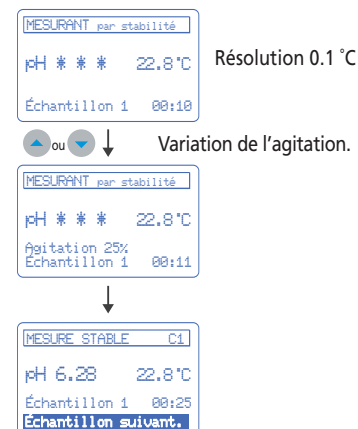 MESURANT par stabilité
pH * * * 22.8°C
Résolution 0.1 °C
Échantillon 1 00:10
ou
Variation de l'agitation.
MESURANT par stabilité
pH * * * 22.8°C
Agitation 25%
Échantillon 1 00:11
MESURE STABLE C1
pH 6.28 22.8°C
Échantillon 1 00:25
Échantillon suivant.